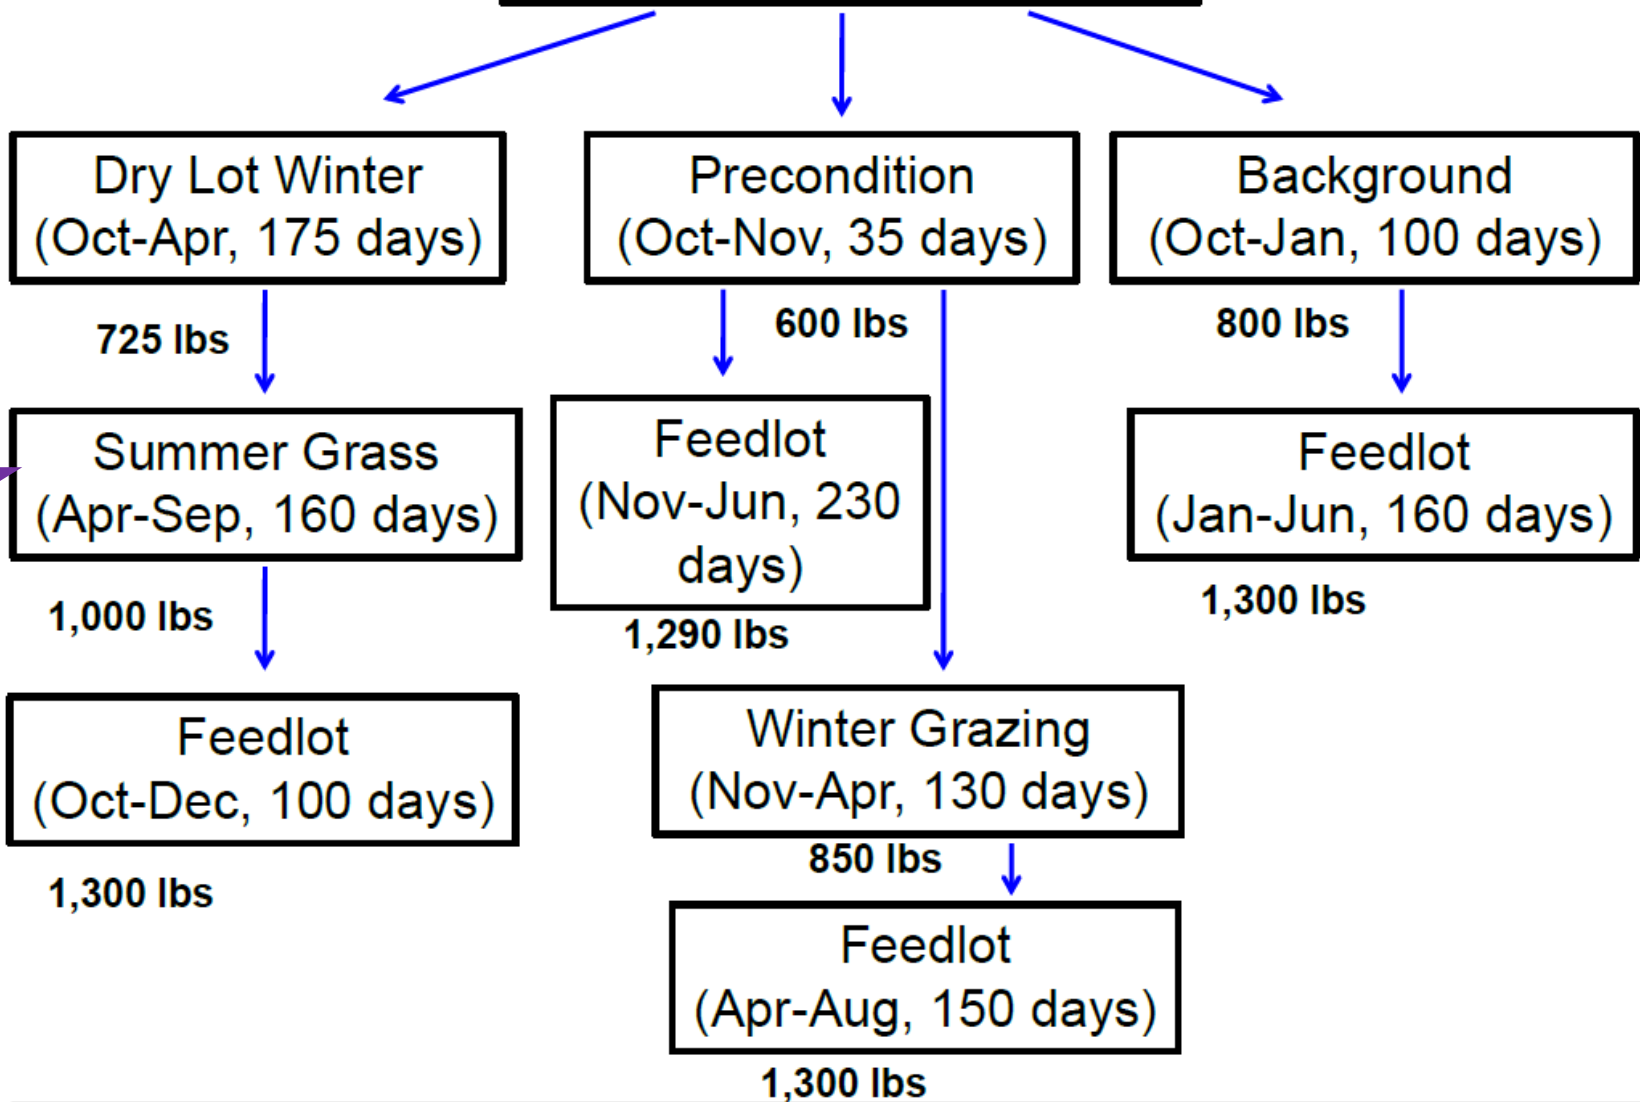 Dry Lot Winter
(Oct-Apr, 175 days)
725 lbs
Summer Grass
(Apr-Sep, 160 days)
1,000 lbs
Feedlot
(Oct-Dec, 100 days)
1,300 lbs
Precondition
(Oct-Nov, 35 days)
600 lbs
Feedlot
(Nov-Jun, 230
days)
1,290 lbs
Winter Grazing
(Nov-Apr, 130 days)
850 lbs
Feedlot
(Apr-Aug, 150 days)
1,300 lbs
Background
(Oct-Jan, 100 days)
800 lbs
Feedlot
(Jan-Jun, 160 days)
1,300 lbs